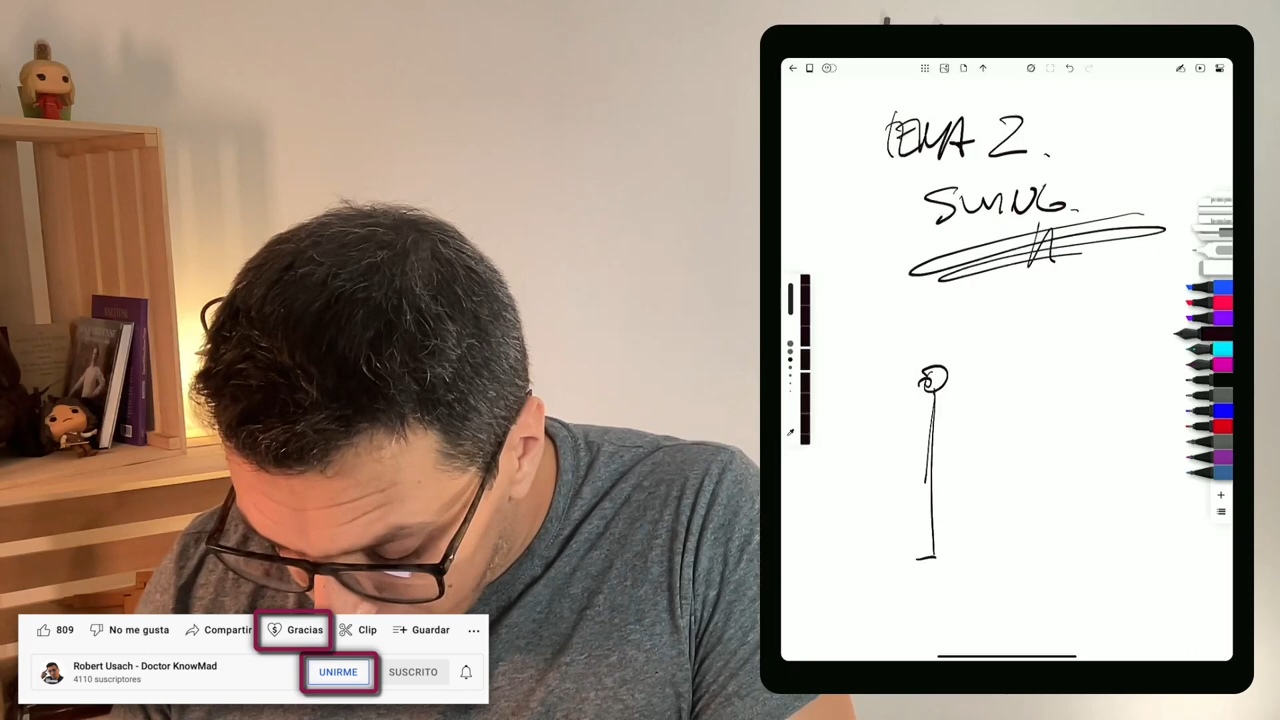 TEMA 2.
SWING.
809 No me gusta Compartir Gracias Clip Guardar ...
Robert Usach - Doctor KnowMad
4110 suscriptores
UNIRME SUSCRITO